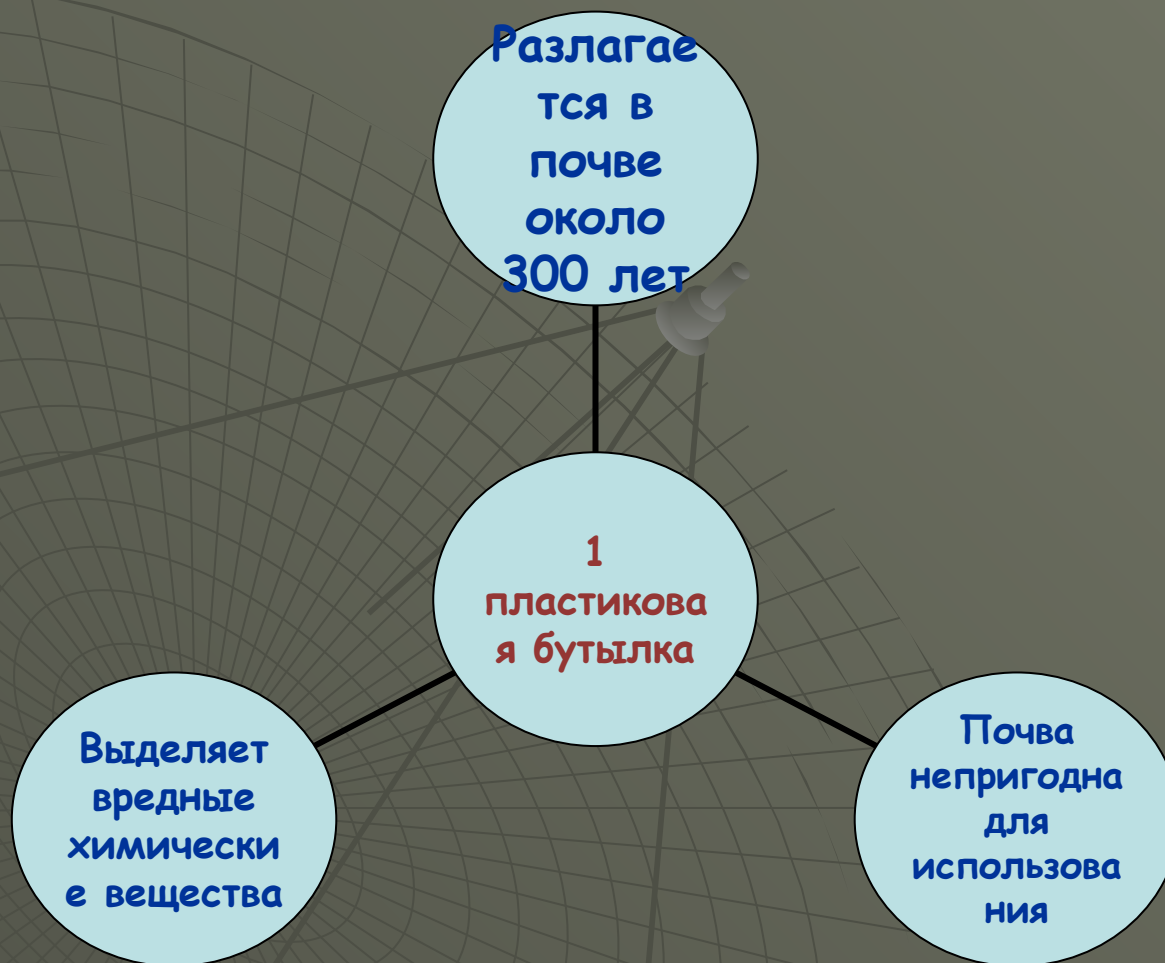 Разлагае
тся в
почве
около
300 лет
1
пластикова
я бутылка
Выделяет
вредные
химически
е вещества
Почва
непригодна
для
использова
ния